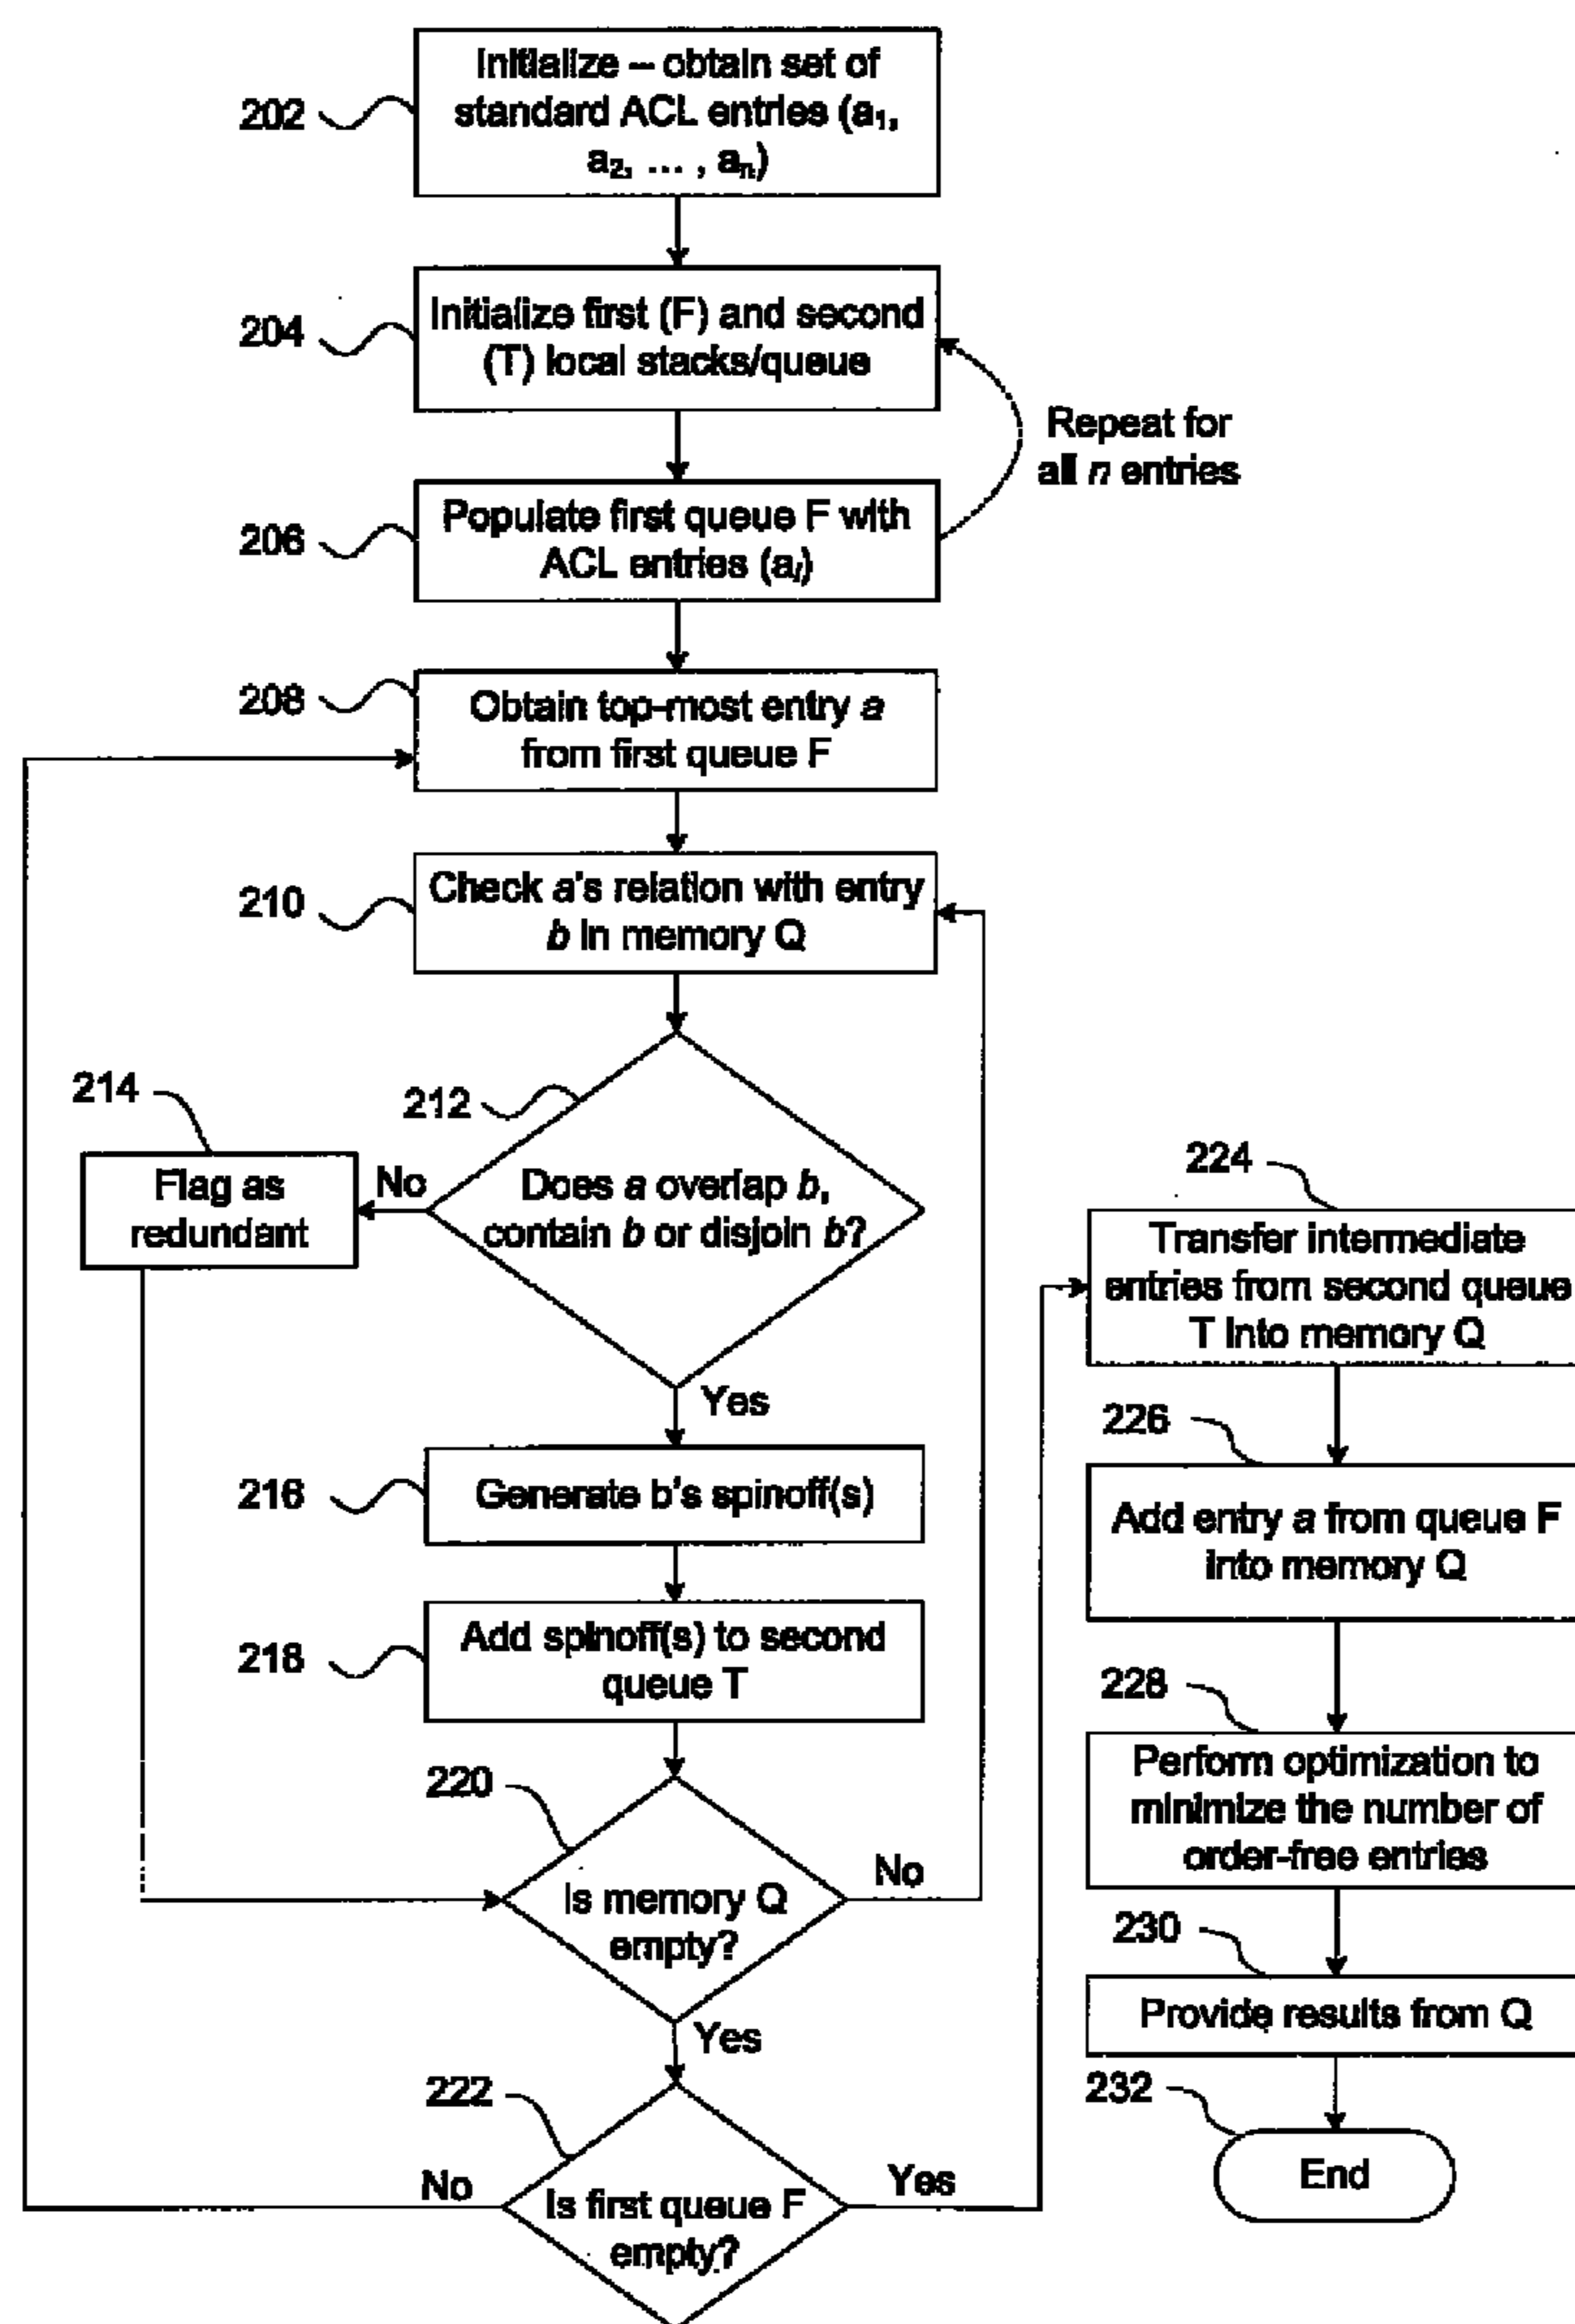 202
Initialize – obtain set of
standard ACL entries (a₁,
a₂, ... , aₙ)
204
Initialize first (F) and second
(T) local stacks/queue
Repeat for
all n entries
206
Populate first queue F with
ACL entries (aᵢ)
208
Obtain top-most entry a
from first queue F
210
Check a's relation with entry
b in memory Q
212
Does a overlap b,
contain b or disjoin b?
No
214
Flag as
redundant
Yes
216
Generate b's spinoff(s)
218
Add spinoff(s) to second
queue T
220
Is memory Q
empty?
No
Yes
222
Is first queue F
empty?
No
Yes
224
Transfer intermediate
entries from second queue
T into memory Q
226
Add entry a from queue F
into memory Q
228
Perform optimization to
minimize the number of
order-free entries
230
Provide results from Q
232
End